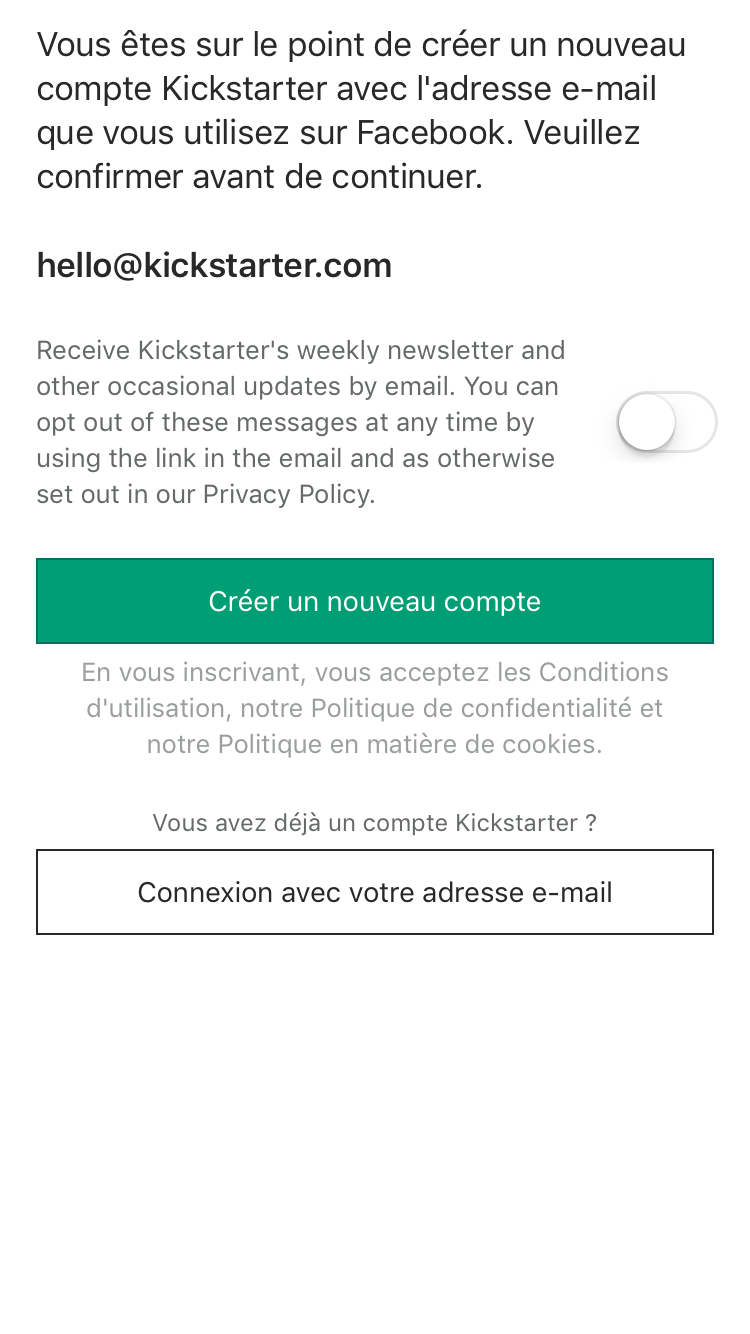 Vous êtes sur le point de créer un nouveau
compte Kickstarter avec l'adresse e-mail
que vous utilisez sur Facebook. Veuillez
confirmer avant de continuer.
hello@kickstarter.com
Receive Kickstarter's weekly newsletter and
other occasional updates by email. You can
opt out of these messages at any time by
using the link in the email and as otherwise
set out in our Privacy Policy.
Créer un nouveau compte
En vous inscrivant, vous acceptez les Conditions
d'utilisation, notre Politique de confidentialité et
notre Politique en matière de cookies.
Vous avez déjà un compte Kickstarter ?
Connexion avec votre adresse e-mail